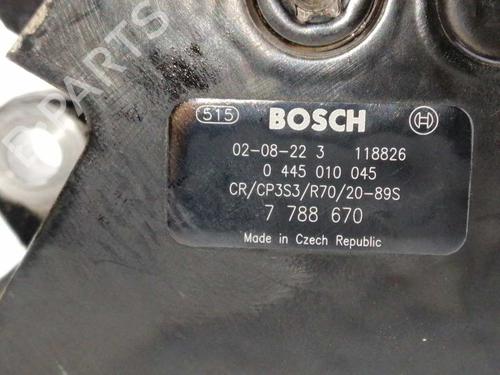 B-PARTS
515 BOSCH
02-08-22 3 118826
0 445 010 045
CR/CP3S3/R70/20-89S
7 788 670
Made in Czech Republic